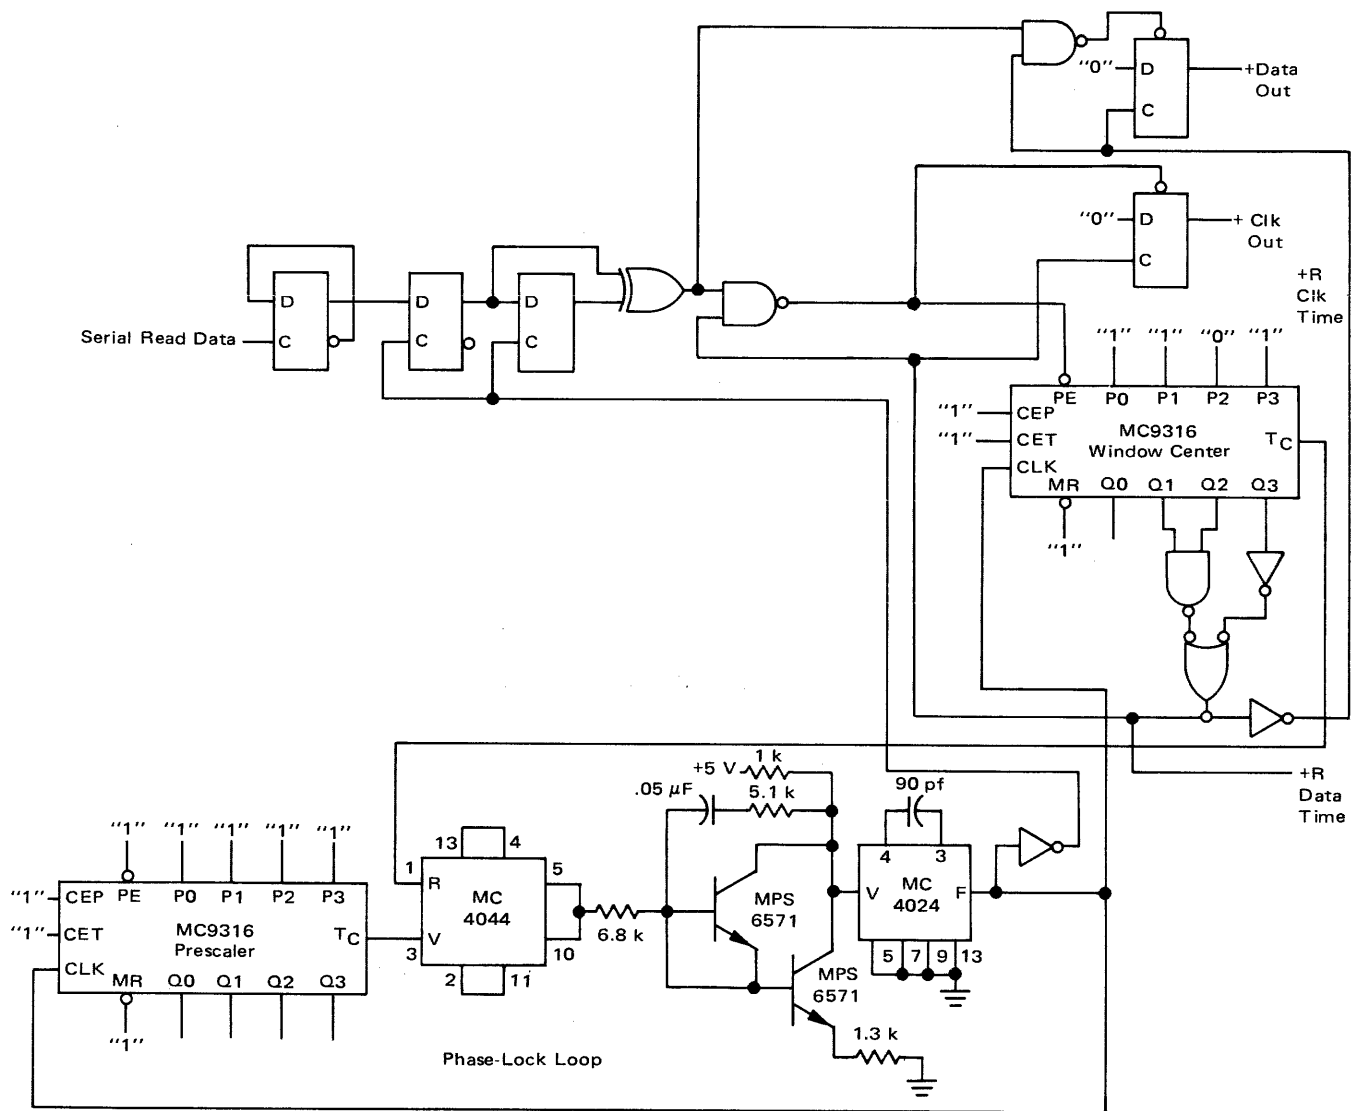 "0"
D
C
+Data
Out
"0"
D
C
+ Clk
Out
+R
Clk
Time
Serial Read Data
D
C
D
C
D
C
"1" "1" "0" "1"
PE P0 P1 P2 P3
"1" CEP
"1" CET
CLK
MC9316
Window Center
TC
MR Q0 Q1 Q2 Q3
"1"
+R
Data
Time
+5 V
1 k
.05 μF
5.1 k
90 pf
4 3
V
MC
4024
F
5 7 9 13
MPS
6571
MPS
6571
1.3 k
6.8 k
13 4
1 5
R
MC
4044
V
3 10
2 11
"1" "1" "1" "1" "1"
PE P0 P1 P2 P3
"1" CEP
"1" CET
CLK
MC9316
Prescaler
TC
MR Q0 Q1 Q2 Q3
"1"
Phase-Lock Loop